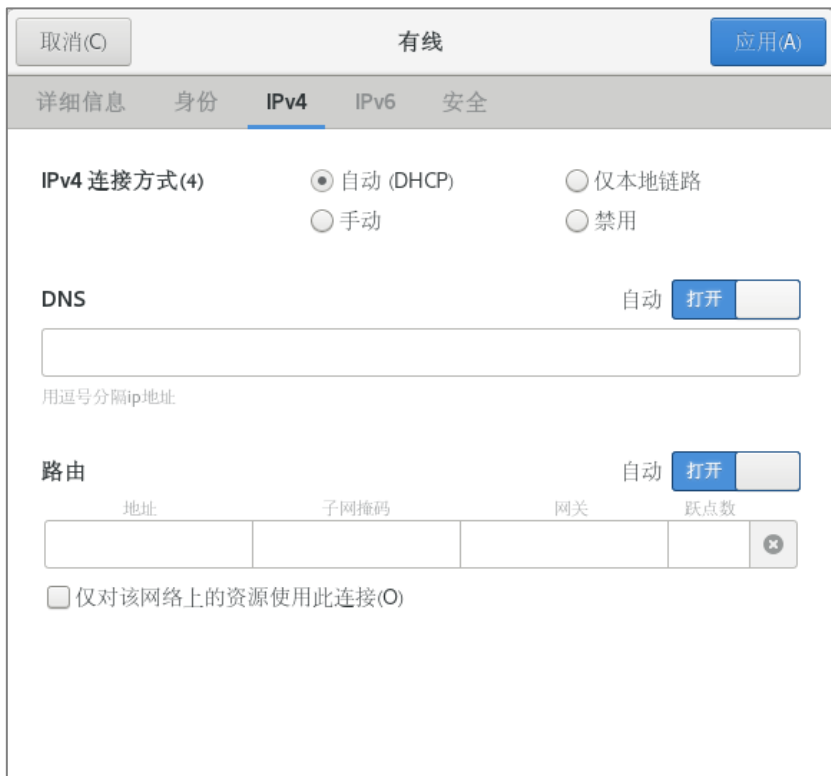 取消(C) 有线 应用(A)
详细信息 身份 IPv4 IPv6 安全
IPv4 连接方式(4) 自动 (DHCP) 仅本地链路
手动 禁用
DNS 自动 打开
用逗号分隔ip地址
路由 自动 打开
地址 子网掩码 网关 跃点数
仅对该网络上的资源使用此连接(O)